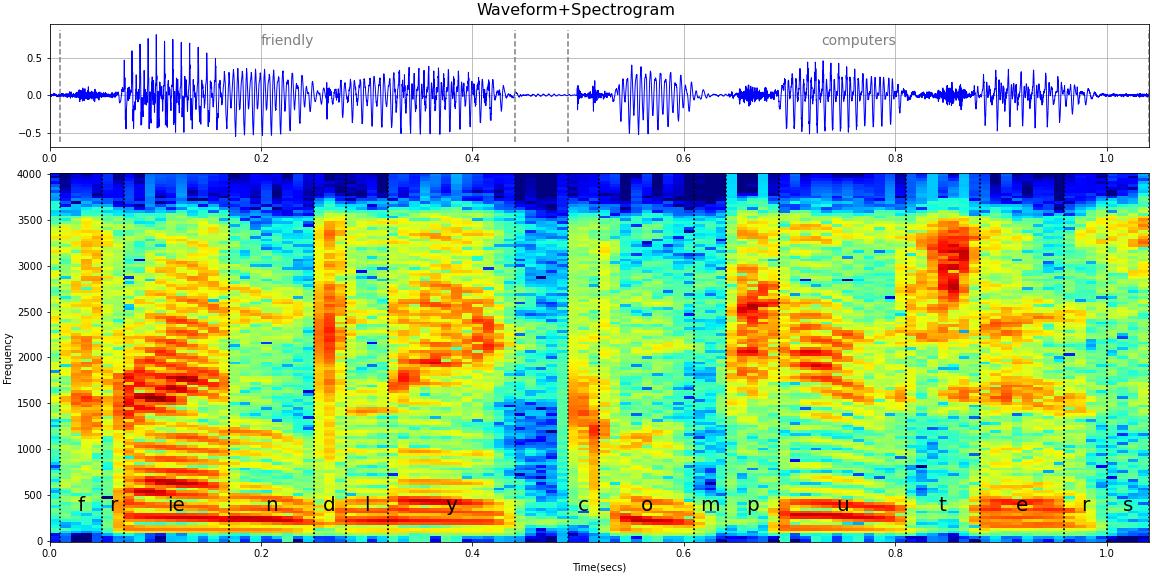 Waveform+Spectrogram
friendly computers
0.5
0.0
−0.5
0.0 0.2 0.4 0.6 0.8 1.0
4000
3500
3000
2500
2000
1500
1000
500
0
Frequency
f r ie n d l y c o m p u t e r s
0.0 0.2 0.4 0.6 0.8 1.0
Time(secs)